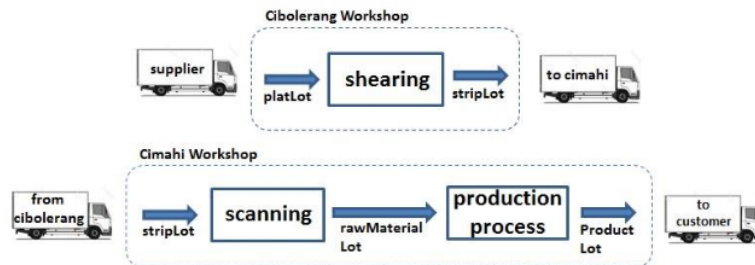 Cibolerang Workshop
supplier
platLot
shearing
stripLot
to cimahi
Cimahi Workshop
from
cibolerang
stripLot
scanning
rawMaterial
Lot
production
process
Product
Lot
to
customer